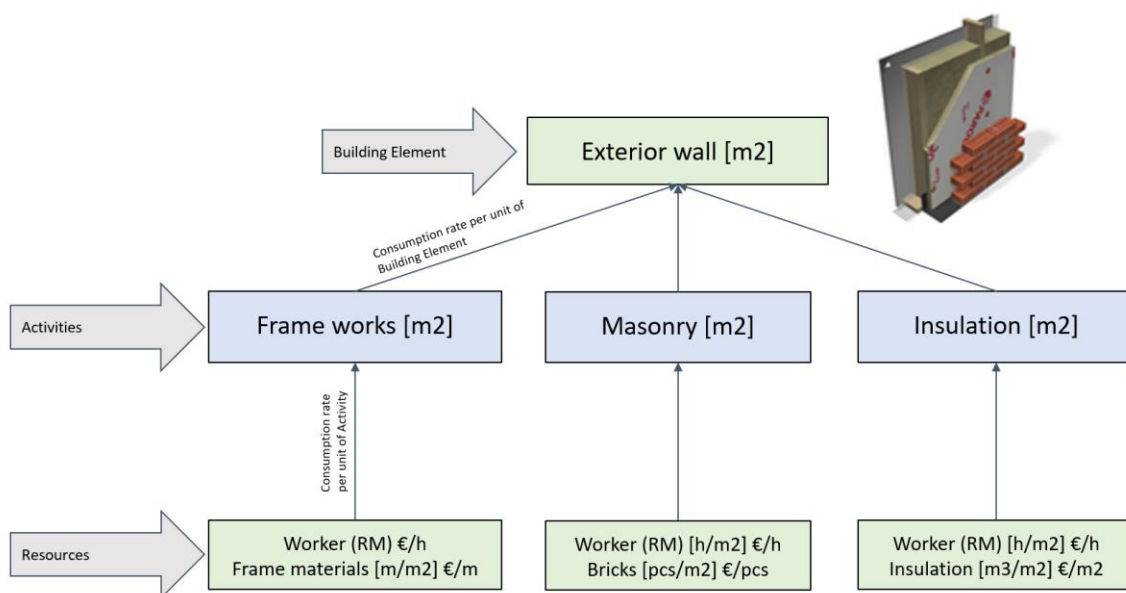 Building Element
Exterior wall [m2]
Consumption rate per unit of
Building Element
Activities
Frame works [m2]
Masonry [m2]
Insulation [m2]
Consumption rate
per unit of Activity
Resources
Worker (RM) €/h
Frame materials [m/m2] €/m
Worker (RM) [h/m2] €/h
Bricks [pcs/m2] €/pcs
Worker (RM) [h/m2] €/h
Insulation [m3/m2] €/m2